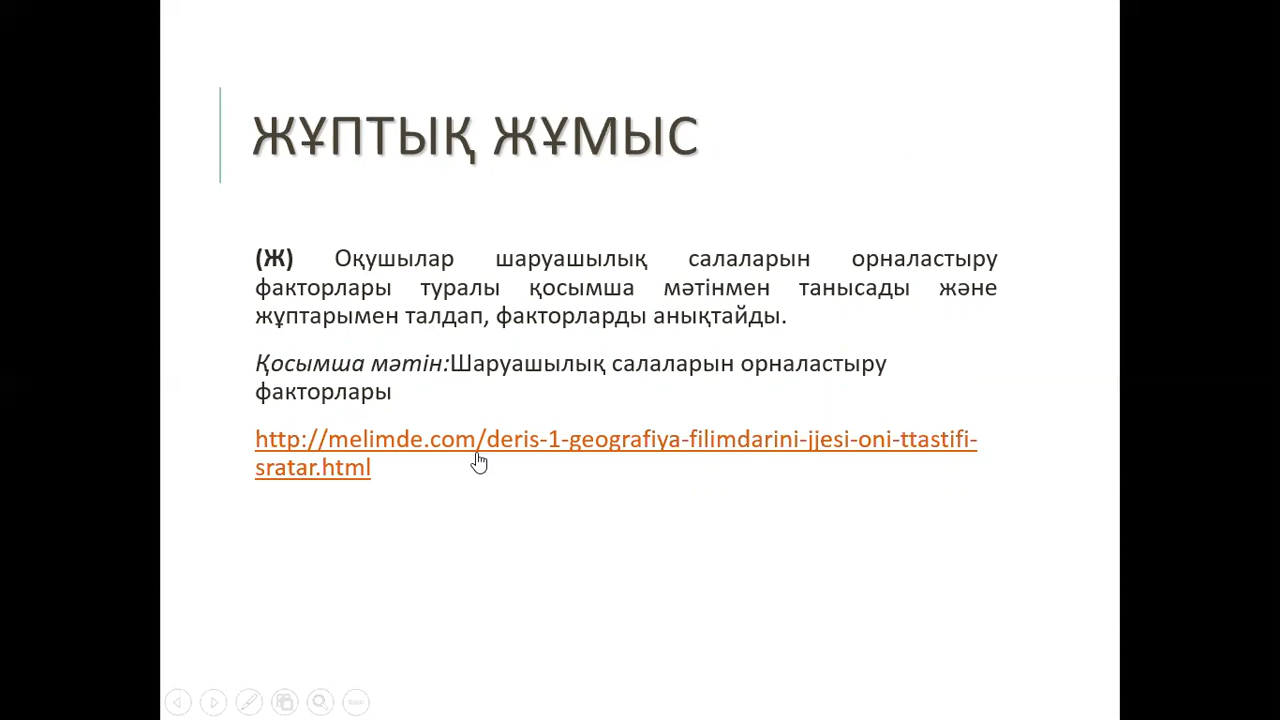 ЖҰПТЫҚ ЖҰМЫС
(Ж) Оқушылар шаруашылық салаларын орналастыру
факторлары туралы қосымша мәтінмен танысады және
жұптарымен талдап, факторларды анықтайды.
Қосымша мәтін:Шаруашылық салаларын орналастыру
факторлары
http://melimde.com/deris-1-geografiya-filimdarini-jjesi-oni-ttastifi-
sratar.html